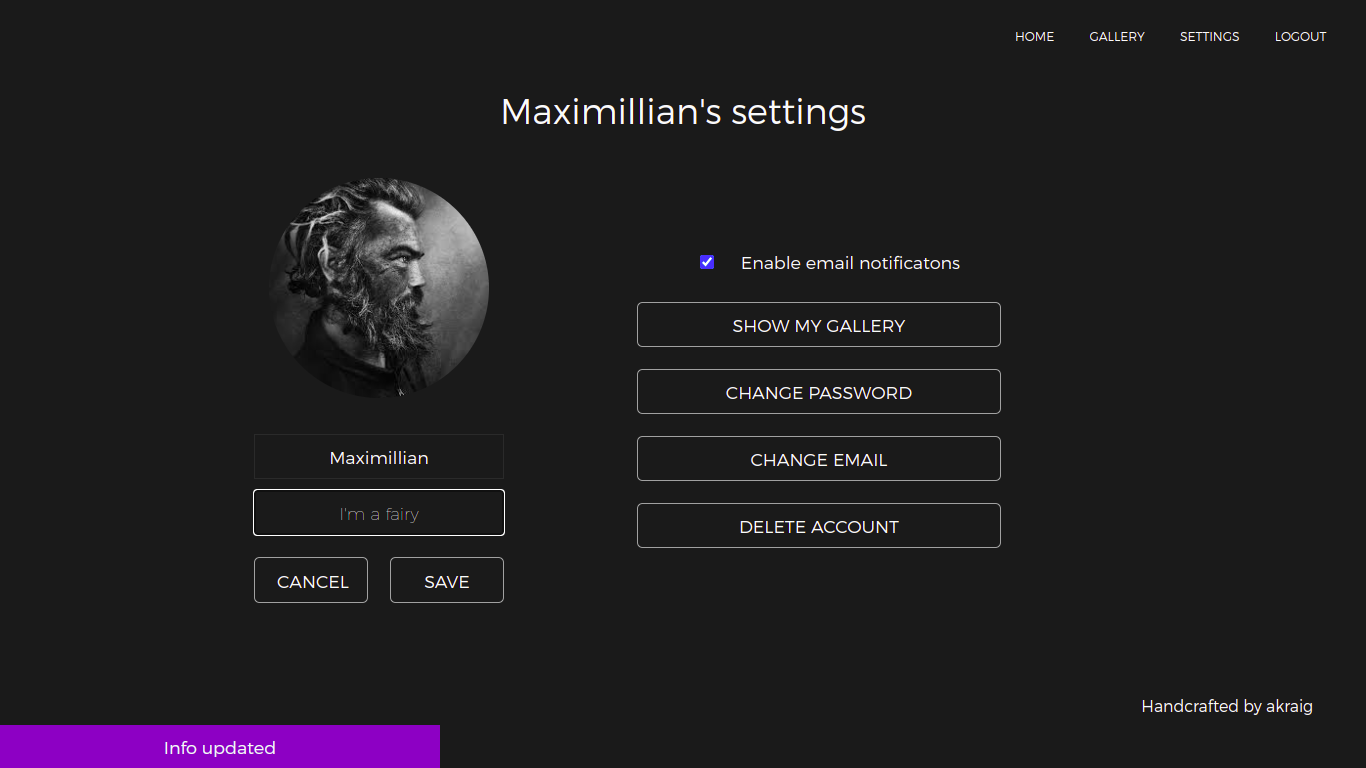 HOME GALLERY SETTINGS LOGOUT
Maximillian's settings
Enable email notificatons
SHOW MY GALLERY
CHANGE PASSWORD
CHANGE EMAIL
DELETE ACCOUNT
Maximillian
I'm a fairy
CANCEL SAVE
Handcrafted by akraig
Info updated